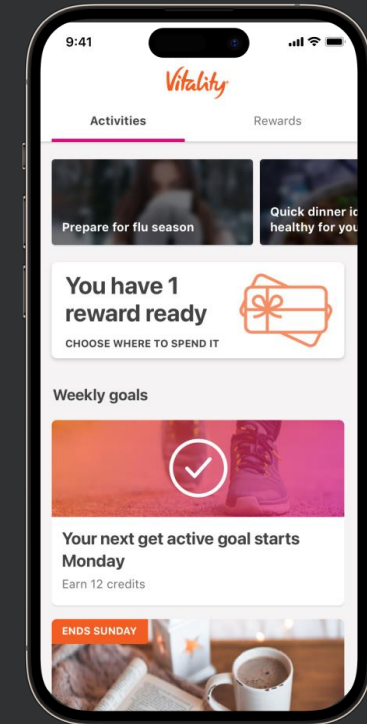 9:41
Vitality
Activities
Rewards
Prepare for flu season
Quick dinner
healthy for you
You have 1
reward ready
CHOOSE WHERE TO SPEND IT
Weekly goals
Your next get active goal starts
Monday
Earn 12 credits
ENDS SUNDAY